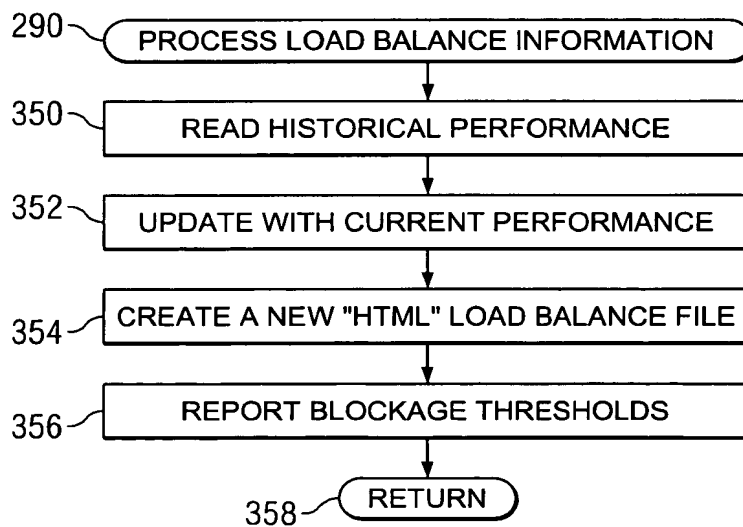 290 PROCESS LOAD BALANCE INFORMATION
350 READ HISTORICAL PERFORMANCE
352 UPDATE WITH CURRENT PERFORMANCE
354 CREATE A NEW "HTML" LOAD BALANCE FILE
356 REPORT BLOCKAGE THRESHOLDS
358 RETURN